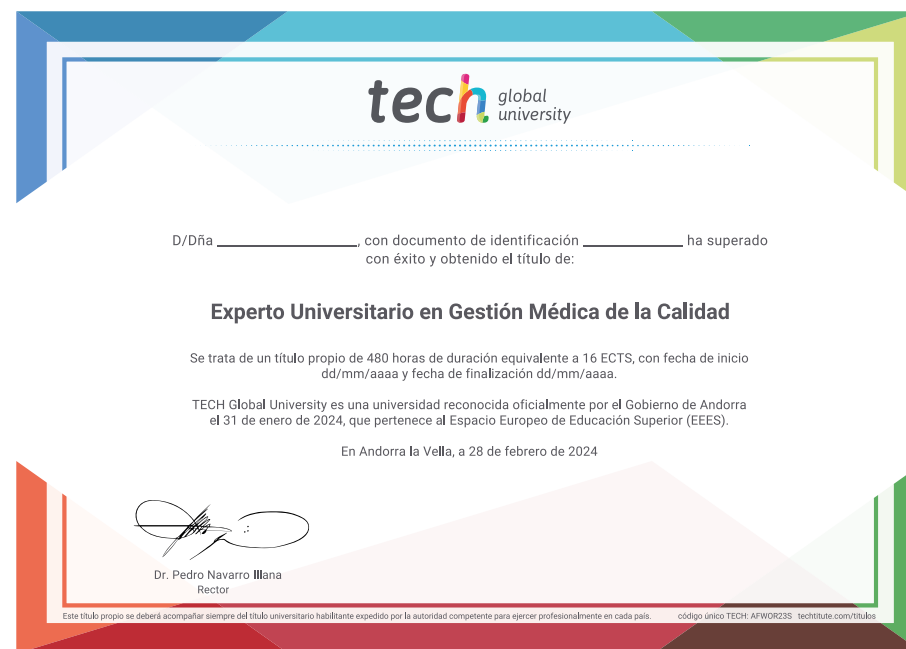 tech global university
D/Dña ____________________, con documento de identificación ______________ ha superado
con éxito y obtenido el título de:
Experto Universitario en Gestión Médica de la Calidad
Se trata de un título propio de 480 horas de duración equivalente a 16 ECTS, con fecha de inicio
dd/mm/aaaa y fecha de finalización dd/mm/aaaa.
TECH Global University es una universidad reconocida oficialmente por el Gobierno de Andorra
el 31 de enero de 2024, que pertenece al Espacio Europeo de Educación Superior (EEES).
En Andorra la Vella, a 28 de febrero de 2024
Dr. Pedro Navarro Illana
Rector
Este título propio se deberá acompañar siempre del título universitario habilitante expedido por la autoridad competente para ejercer profesionalmente en cada país. código único TECH: AFWOR23S techtitute.com/titulos